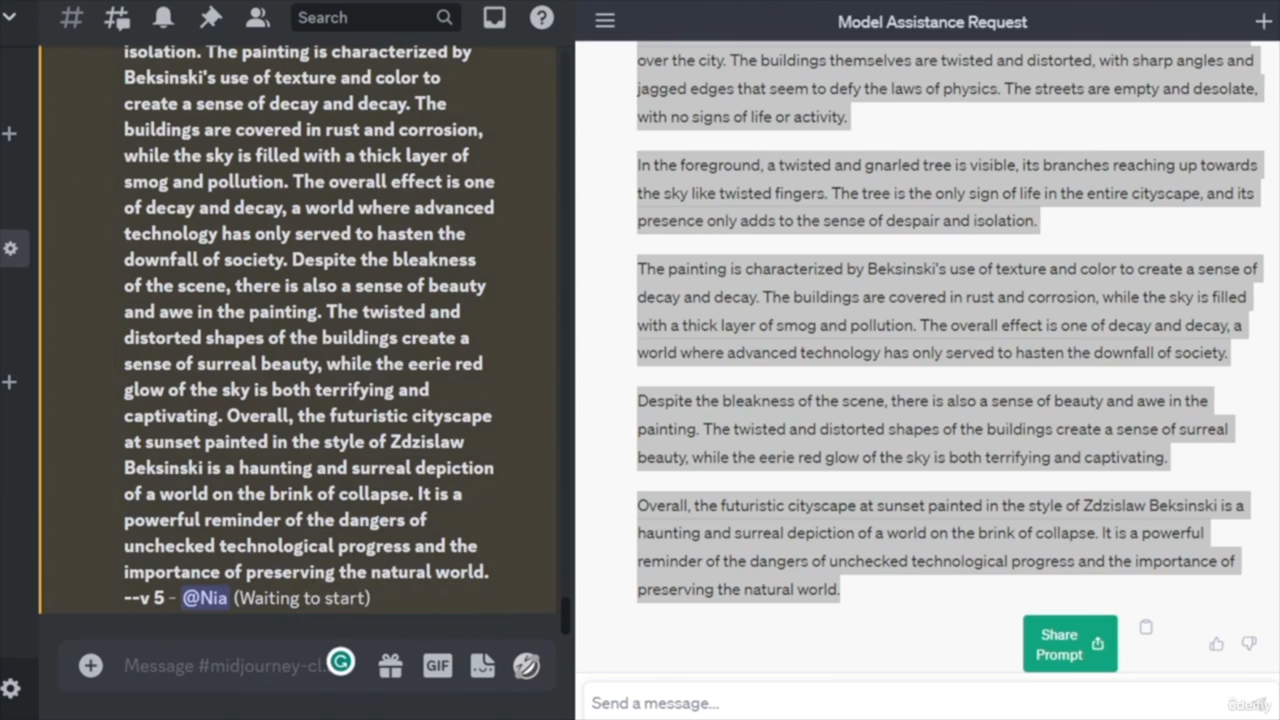 Search
isolation. The painting is characterized by
Beksinski's use of texture and color to
create a sense of decay and decay. The
buildings are covered in rust and corrosion,
while the sky is filled with a thick layer of
smog and pollution. The overall effect is one
of decay and decay, a world where advanced
technology has only served to hasten the
downfall of society. Despite the bleakness
of the scene, there is also a sense of beauty
and awe in the painting. The twisted and
distorted shapes of the buildings create a
sense of surreal beauty, while the eerie red
glow of the sky is both terrifying and
captivating. Overall, the futuristic cityscape
at sunset painted in the style of Zdzislaw
Beksinski is a haunting and surreal depiction
of a world on the brink of collapse. It is a
powerful reminder of the dangers of
unchecked technological progress and the
importance of preserving the natural world.
--v 5 - @Nia (Waiting to start)
Message #midjourney-cl.
GIF
Model Assistance Request
over the city. The buildings themselves are twisted and distorted, with sharp angles and
jagged edges that seem to defy the laws of physics. The streets are empty and desolate,
with no signs of life or activity.
In the foreground, a twisted and gnarled tree is visible, its branches reaching up towards
the sky like twisted fingers. The tree is the only sign of life in the entire cityscape, and its
presence only adds to the sense of despair and isolation.
The painting is characterized by Beksinski's use of texture and color to create a sense of
decay and decay. The buildings are covered in rust and corrosion, while the sky is filled
with a thick layer of smog and pollution. The overall effect is one of decay and decay, a
world where advanced technology has only served to hasten the downfall of society.
Despite the bleakness of the scene, there is also a sense of beauty and awe in the
painting. The twisted and distorted shapes of the buildings create a sense of surreal
beauty, while the eerie red glow of the sky is both terrifying and captivating.
Overall, the futuristic cityscape at sunset painted in the style of Zdzislaw Beksinski is a
haunting and surreal depiction of a world on the brink of collapse. It is a powerful
reminder of the dangers of unchecked technological progress and the importance of
preserving the natural world.
Share
Prompt
Send a message...
ûdemy